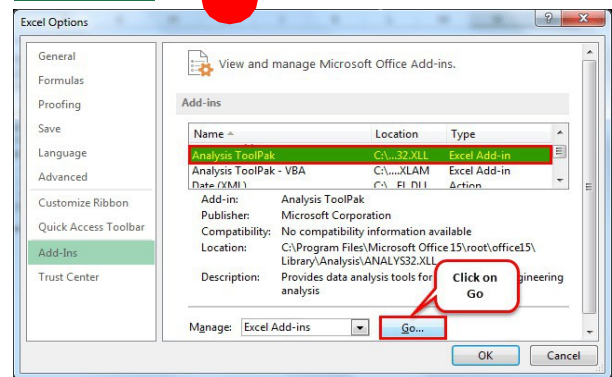 Excel Options
General
Formulas
Proofing
Save
Language
Advanced
Customize Ribbon
Quick Access Toolbar
Add-Ins
Trust Center
View and manage Microsoft Office Add-ins.
Add-ins
Name Location Type
Analysis ToolPak C:\...32.XLL Excel Add-in
Analysis ToolPak - VBA C:\....XLAM Excel Add-in
Date (XML) Action
Add-in: Analysis ToolPak
Publisher: Microsoft Corporation
Compatibility: No compatibility information available
Location: C:\Program Files\Microsoft Office 15\root\office15\
Library\Analysis\ANALYS32.XLL
Description: Provides data analysis tools for gineering
analysis
Click on
Go
Manage: Excel Add-ins Go...
OK Cancel